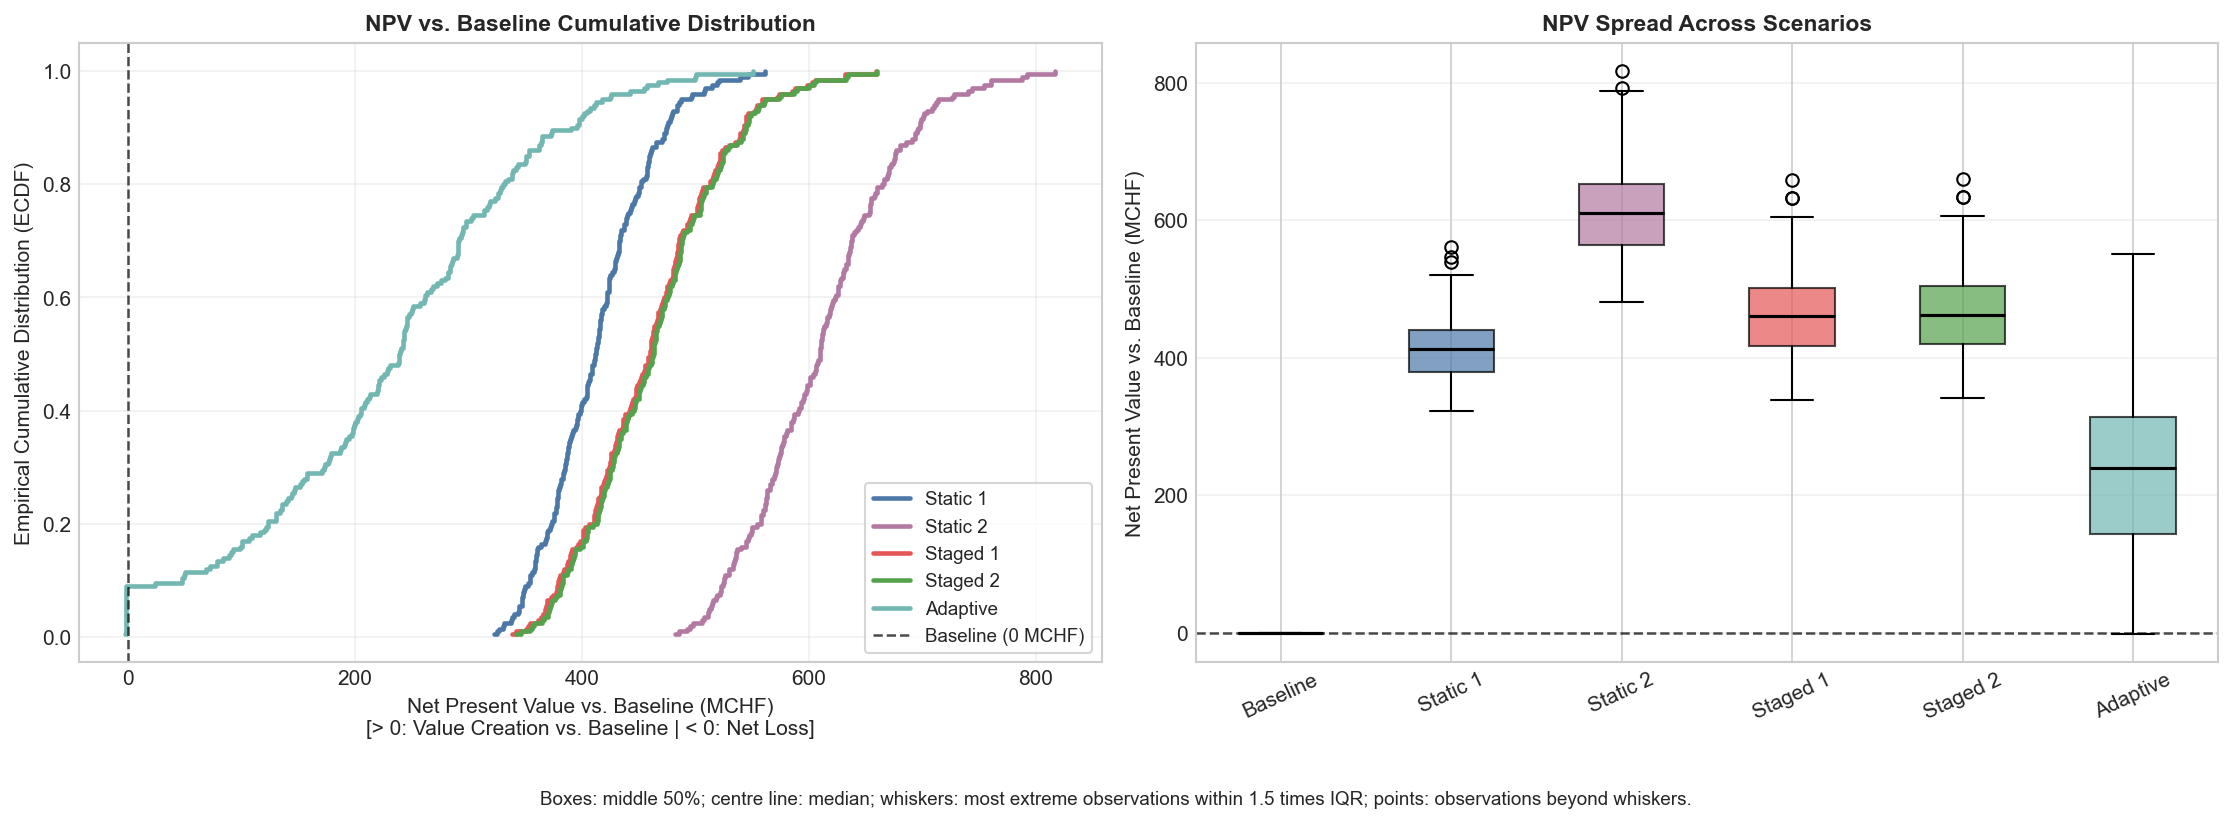 NPV vs. Baseline Cumulative Distribution
Empirical Cumulative Distribution (ECDF)
1.0
0.8
0.6
0.4
0.2
0.0
0
200
400
600
800
Net Present Value vs. Baseline (MCHF)
[> 0: Value Creation vs. Baseline | < 0: Net Loss]
Static 1
Static 2
Staged 1
Staged 2
Adaptive
Baseline (0 MCHF)
NPV Spread Across Scenarios
Net Present Value vs. Baseline (MCHF)
800
600
400
200
0
Baseline
Static 1
Static 2
Staged 1
Staged 2
Adaptive
Boxes: middle 50%; centre line: median; whiskers: most extreme observations within 1.5 times IQR; points: observations beyond whiskers.